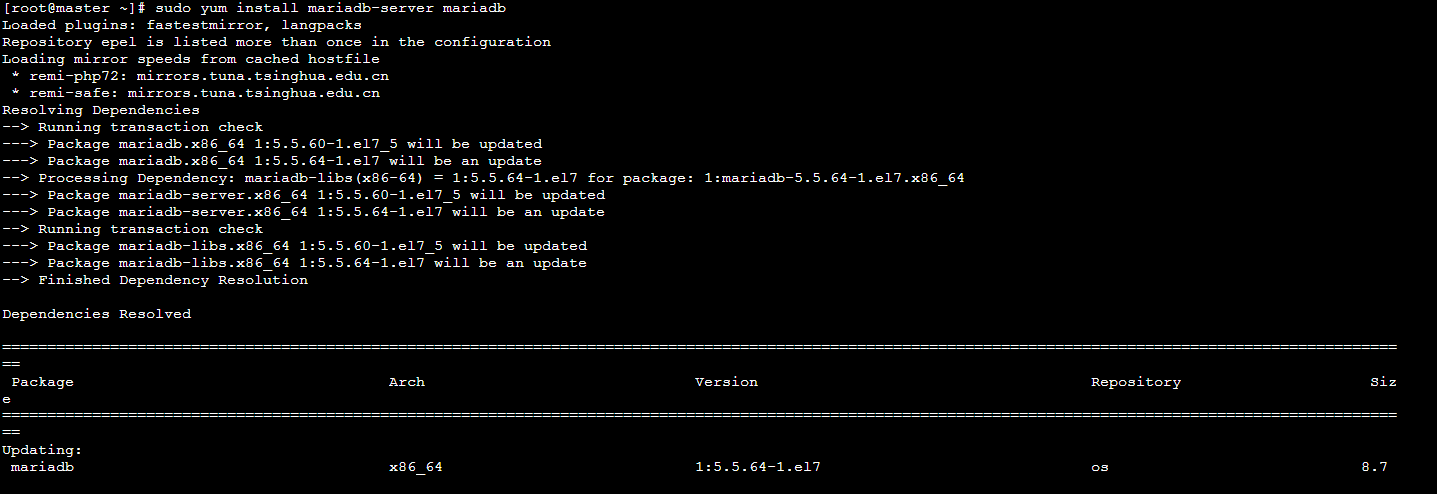 [root@master ~]# sudo yum install mariadb-server mariadb
Loaded plugins: fastestmirror, langpacks
Repository epel is listed more than once in the configuration
Loading mirror speeds from cached hostfile
 * remi-php72: mirrors.tuna.tsinghua.edu.cn
 * remi-safe: mirrors.tuna.tsinghua.edu.cn
Resolving Dependencies
--> Running transaction check
---> Package mariadb.x86_64 1:5.5.60-1.el7_5 will be updated
---> Package mariadb.x86_64 1:5.5.64-1.el7 will be an update
--> Processing Dependency: mariadb-libs(x86-64) = 1:5.5.64-1.el7 for package: 1:mariadb-5.5.64-1.el7.x86_64
---> Package mariadb-server.x86_64 1:5.5.60-1.el7_5 will be updated
---> Package mariadb-server.x86_64 1:5.5.64-1.el7 will be an update
--> Running transaction check
---> Package mariadb-libs.x86_64 1:5.5.60-1.el7_5 will be updated
---> Package mariadb-libs.x86_64 1:5.5.64-1.el7 will be an update
--> Finished Dependency Resolution

Dependencies Resolved

===========================================================================================================================================================
==
 Package                                   Arch                              Version                                     Repository                     Siz
e
===========================================================================================================================================================
==
Updating:
 mariadb                                   x86_64                            1:5.5.64-1.el7                              os                            8.7